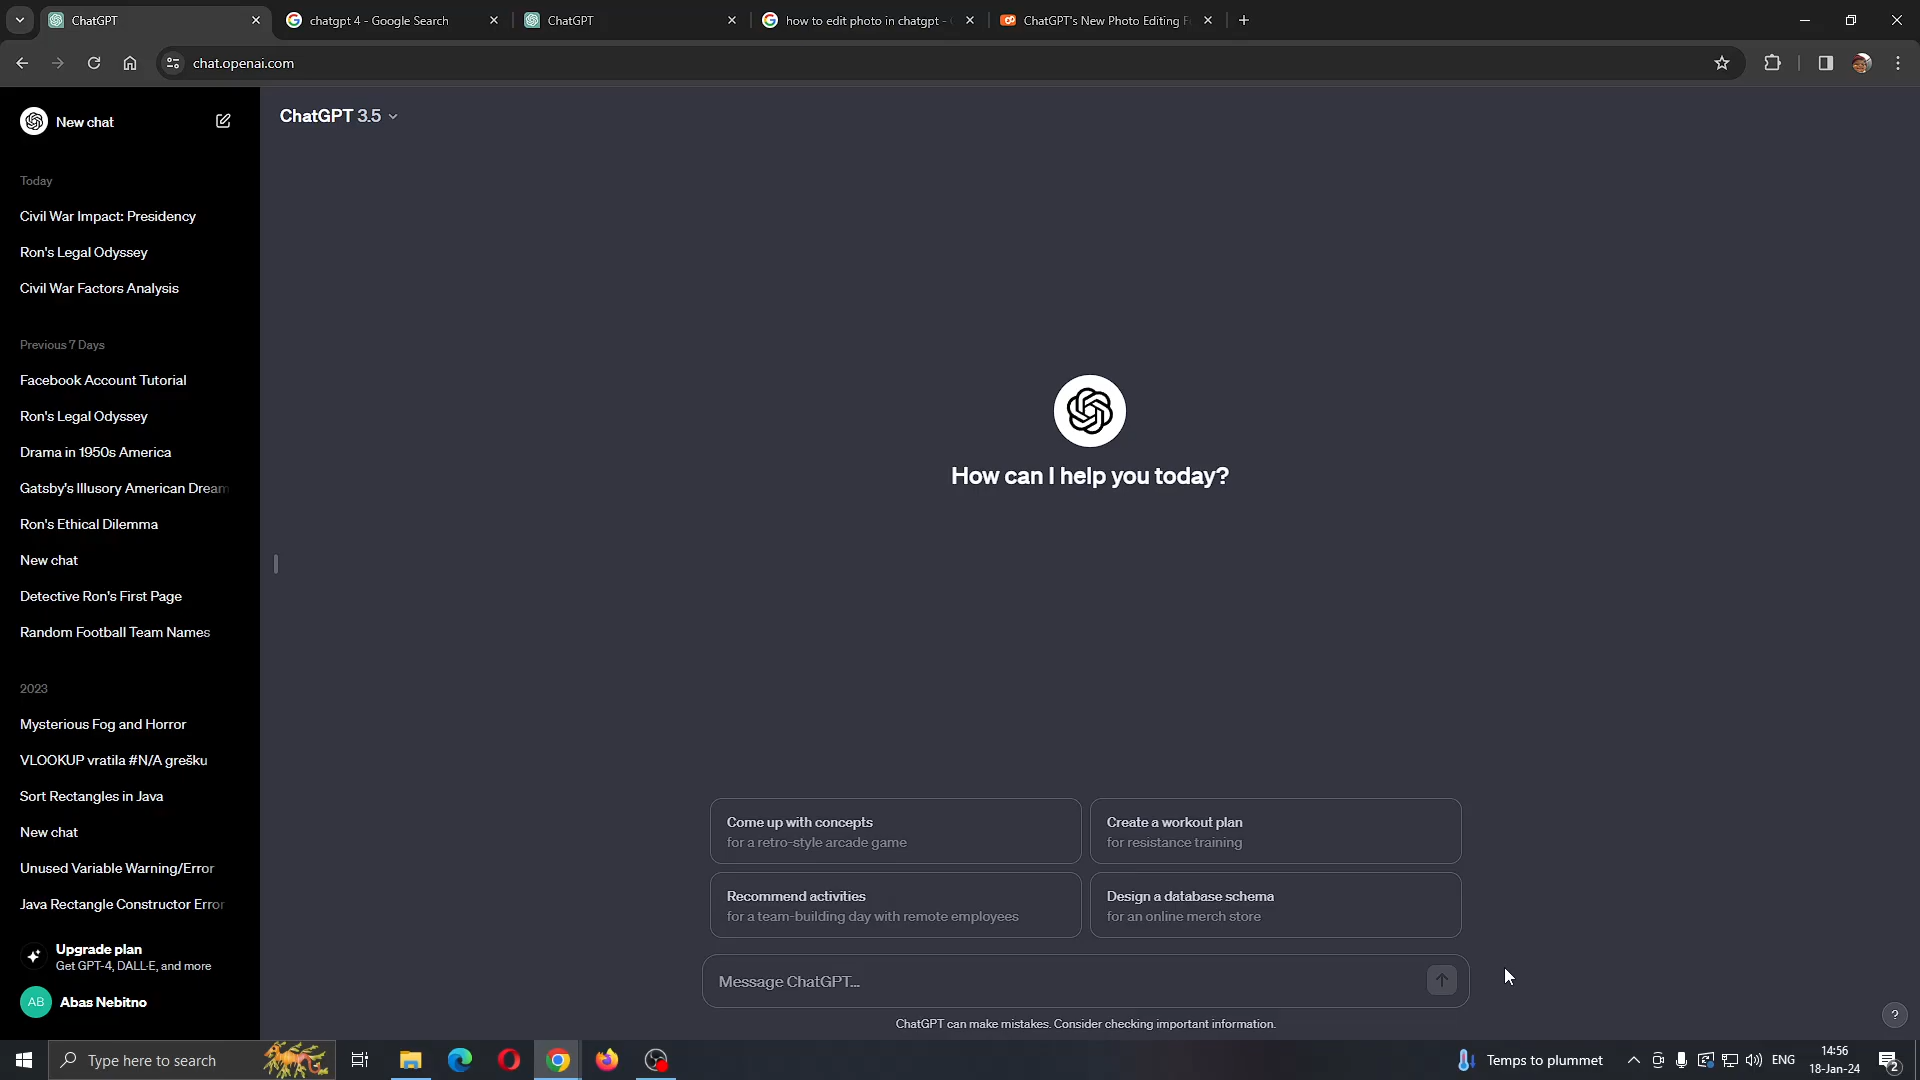 ChatGPT
chatgpt 4 - Google Search
ChatGPT
how to edit photo in chatgpt -
ChatGPT's New Photo Editing F
chat.openai.com
New chat
ChatGPT 3.5
Today
Civil War Impact: Presidency
Ron's Legal Odyssey
Civil War Factors Analysis
Previous 7 Days
Facebook Account Tutorial
Ron's Legal Odyssey
Drama in 1950s America
Gatsby's Illusory American Dream
Ron's Ethical Dilemma
New chat
Detective Ron's First Page
Random Football Team Names
2023
Mysterious Fog and Horror
VLOOKUP vratila #N/A grešku
Sort Rectangles in Java
New chat
Unused Variable Warning/Error
Java Rectangle Constructor Error
Upgrade plan
Get GPT-4, DALL·E, and more
AB Abas Nebitno
How can I help you today?
Come up with concepts
for a retro-style arcade game
Create a workout plan
for resistance training
Recommend activities
for a team-building day with remote employees
Design a database schema
for an online merch store
Message ChatGPT...
ChatGPT can make mistakes. Consider checking important information.
?
Type here to search
Temps to plummet
ENG
14:56
18-Jan-24
2